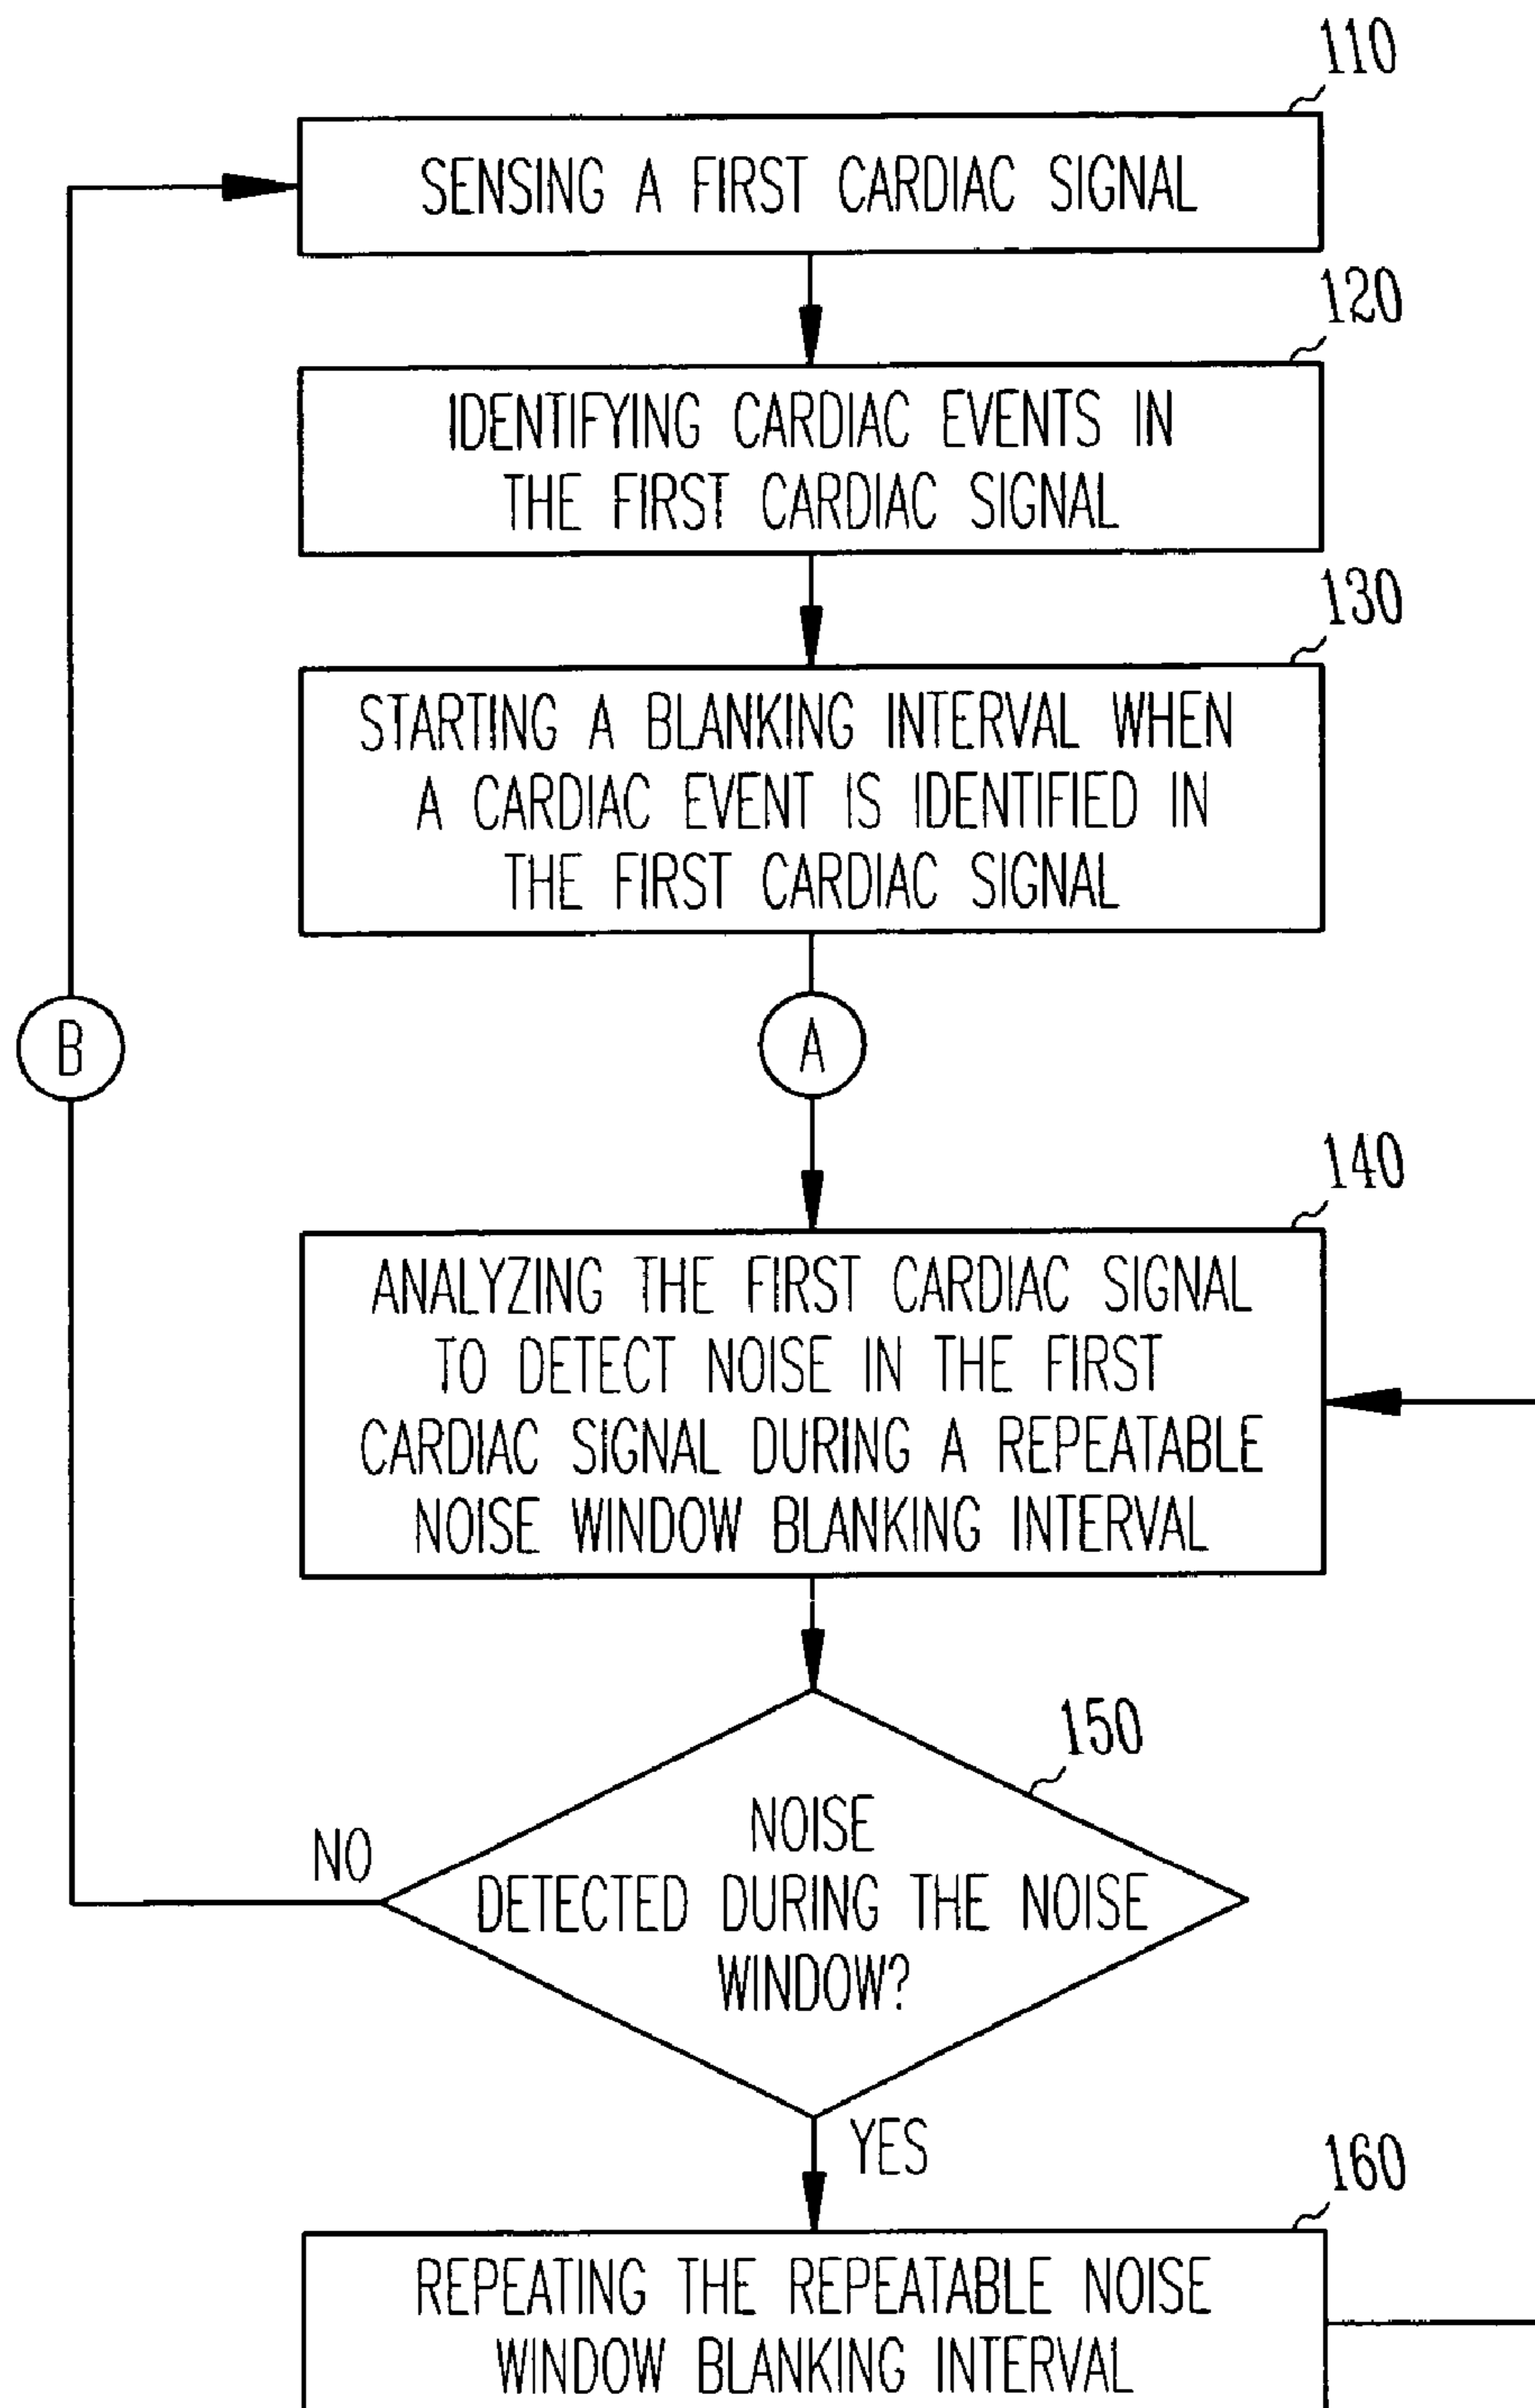 110
SENSING A FIRST CARDIAC SIGNAL
120
IDENTIFYING CARDIAC EVENTS IN
THE FIRST CARDIAC SIGNAL
130
STARTING A BLANKING INTERVAL WHEN
A CARDIAC EVENT IS IDENTIFIED IN
THE FIRST CARDIAC SIGNAL
B
A
140
ANALYZING THE FIRST CARDIAC SIGNAL
TO DETECT NOISE IN THE FIRST
CARDIAC SIGNAL DURING A REPEATABLE
NOISE WINDOW BLANKING INTERVAL
150
NOISE
DETECTED DURING THE NOISE
WINDOW?
NO
YES
160
REPEATING THE REPEATABLE NOISE
WINDOW BLANKING INTERVAL